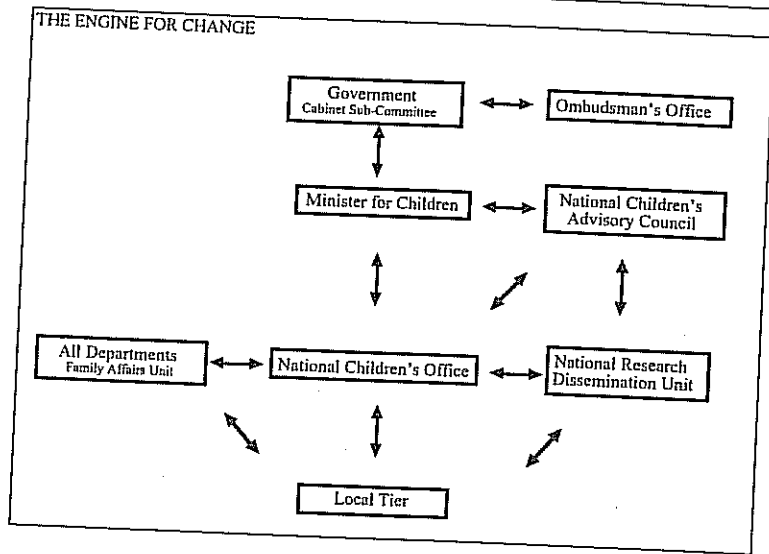 THE ENGINE FOR CHANGE
Government
Cabinet Sub-Committee
Ombudsman's Office
Minister for Children
National Children's
Advisory Council
All Departments
Family Affairs Unit
National Children's Office
National Research
Dissemination Unit
Local Tier